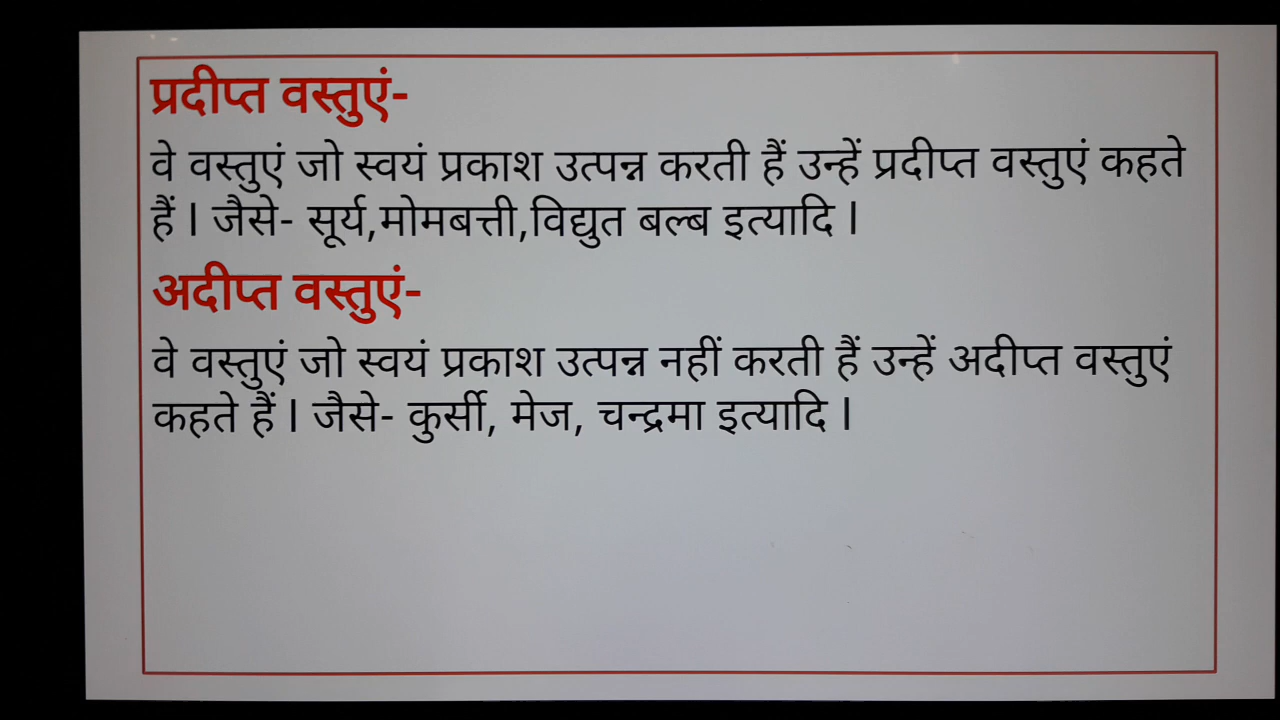 प्रदीप्त वस्तुएं-
वे वस्तुएं जो स्वयं प्रकाश उत्पन्न करती हैं उन्हें प्रदीप्त वस्तुएं कहते
हैं । जैसे- सूर्य,मोमबत्ती,विद्युत बल्ब इत्यादि ।
अदीप्त वस्तुएं-
वे वस्तुएं जो स्वयं प्रकाश उत्पन्न नहीं करती हैं उन्हें अदीप्त वस्तुएं
कहते हैं । जैसे- कुर्सी, मेज, चन्द्रमा इत्यादि ।